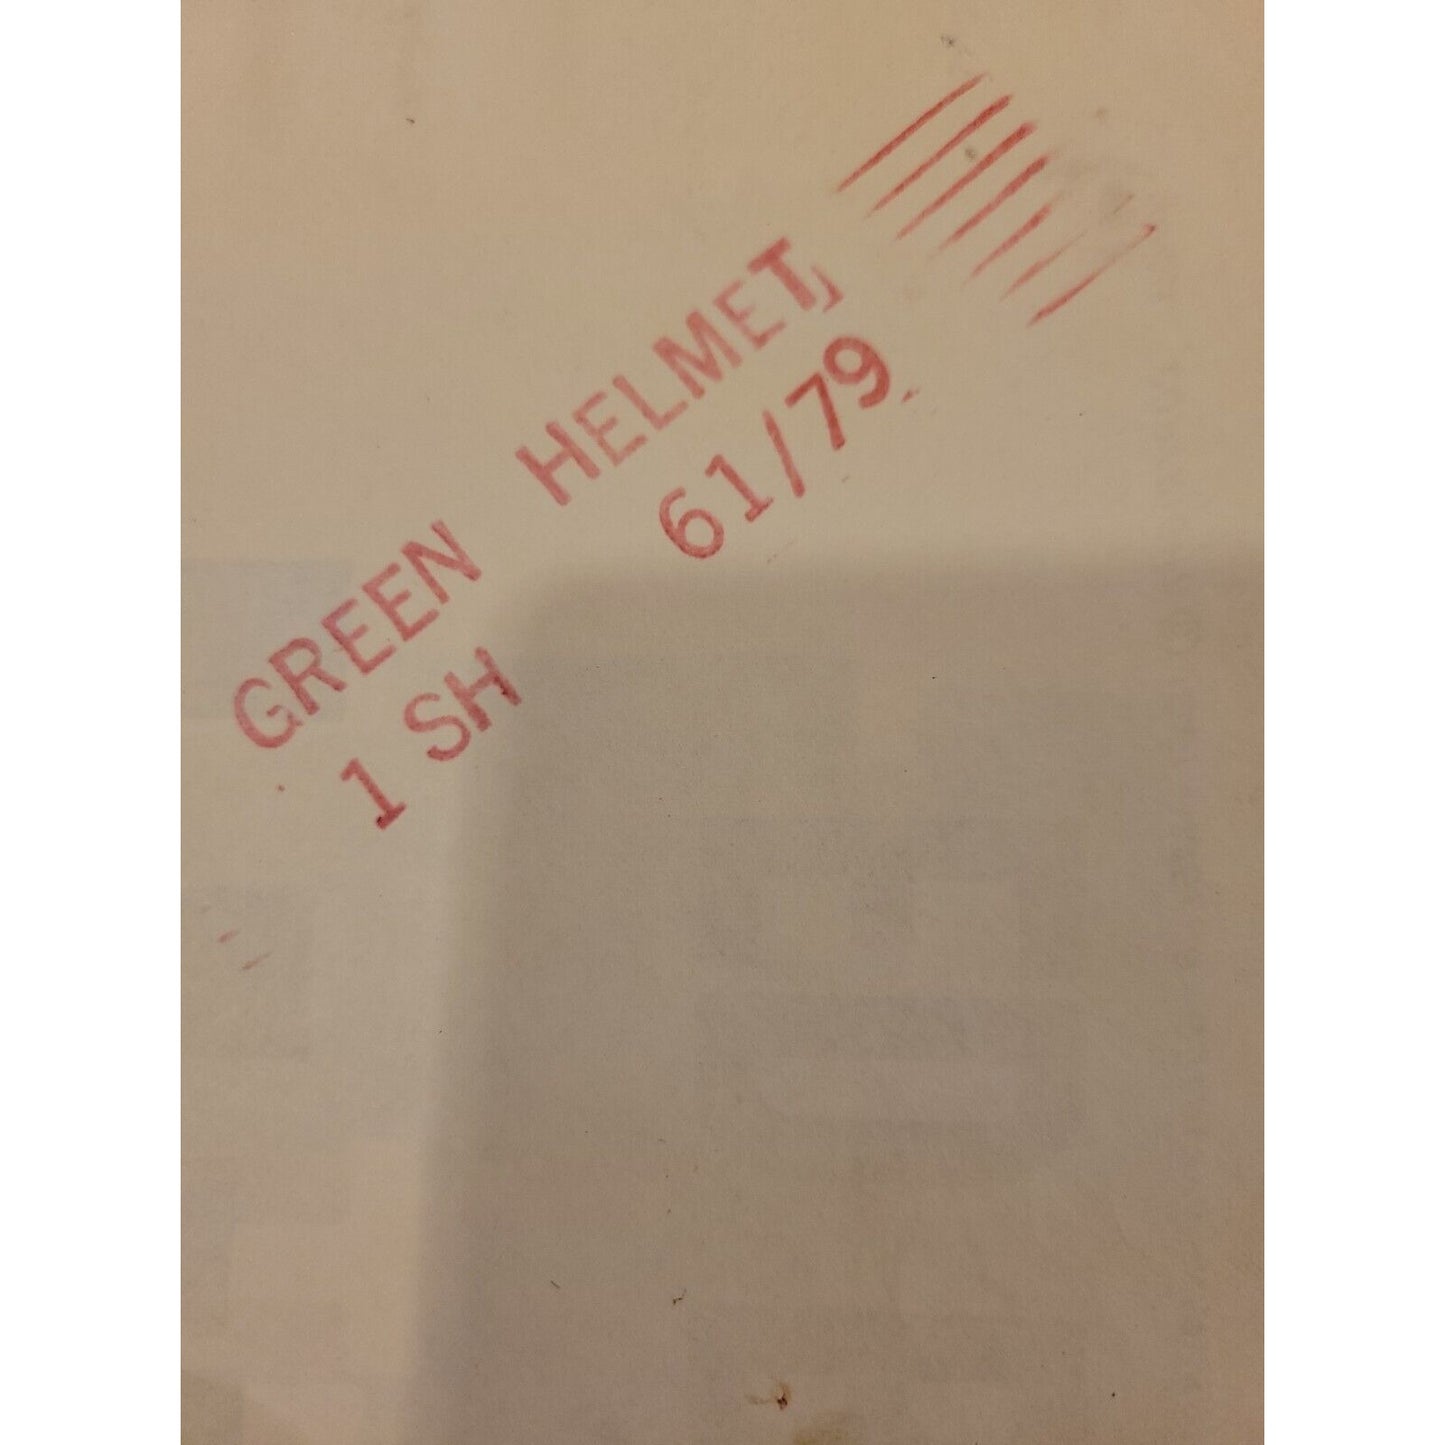 GREEN HELMET,
1 SH 61/79